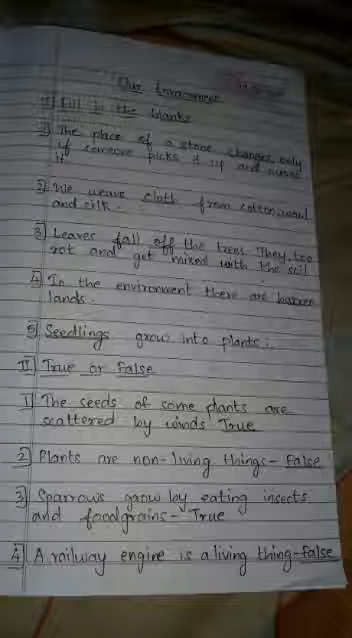 Our Environment
I] Fill in the blanks
1) The place of a stone changes only
if someone picks it up and moves
it
2) We weave cloth from cotton, wool
and silk.
3) Leaves fall off the trees They, too
rot and get mixed with the soil
4) In the environment there are barren
lands.
5) Seedlings grow into plants.
II] True or False
1] The seeds of some plants are
scattered by winds True
2] Plants are non-living things - False
3] Sparrows grow by eating insects
and foodgrains - True
4] A railway engine is a living thing - False